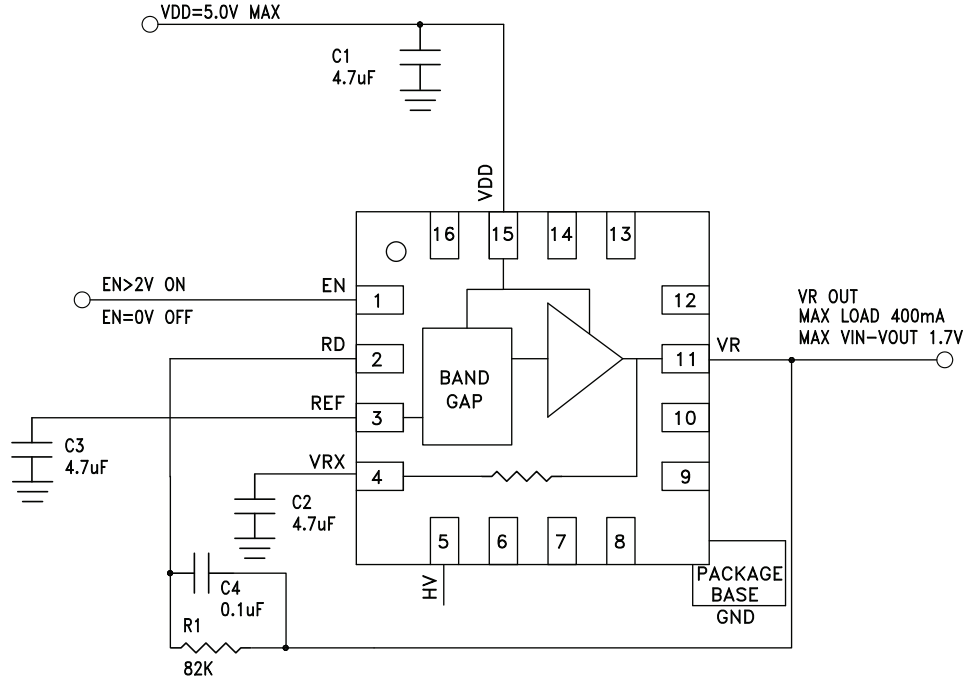 VDD=5.0V MAX
C1
4.7uF
VDD
16
15
14
13
EN>2V ON
EN=0V OFF
EN
1
RD
2
REF
3
VRX
4
BAND
GAP
12
VR
11
10
9
VR OUT
MAX LOAD 400mA
MAX VIN-VOUT 1.7V
C3
4.7uF
C2
4.7uF
5
6
7
8
HV
PACKAGE
BASE
GND
C4
0.1uF
R1
82K